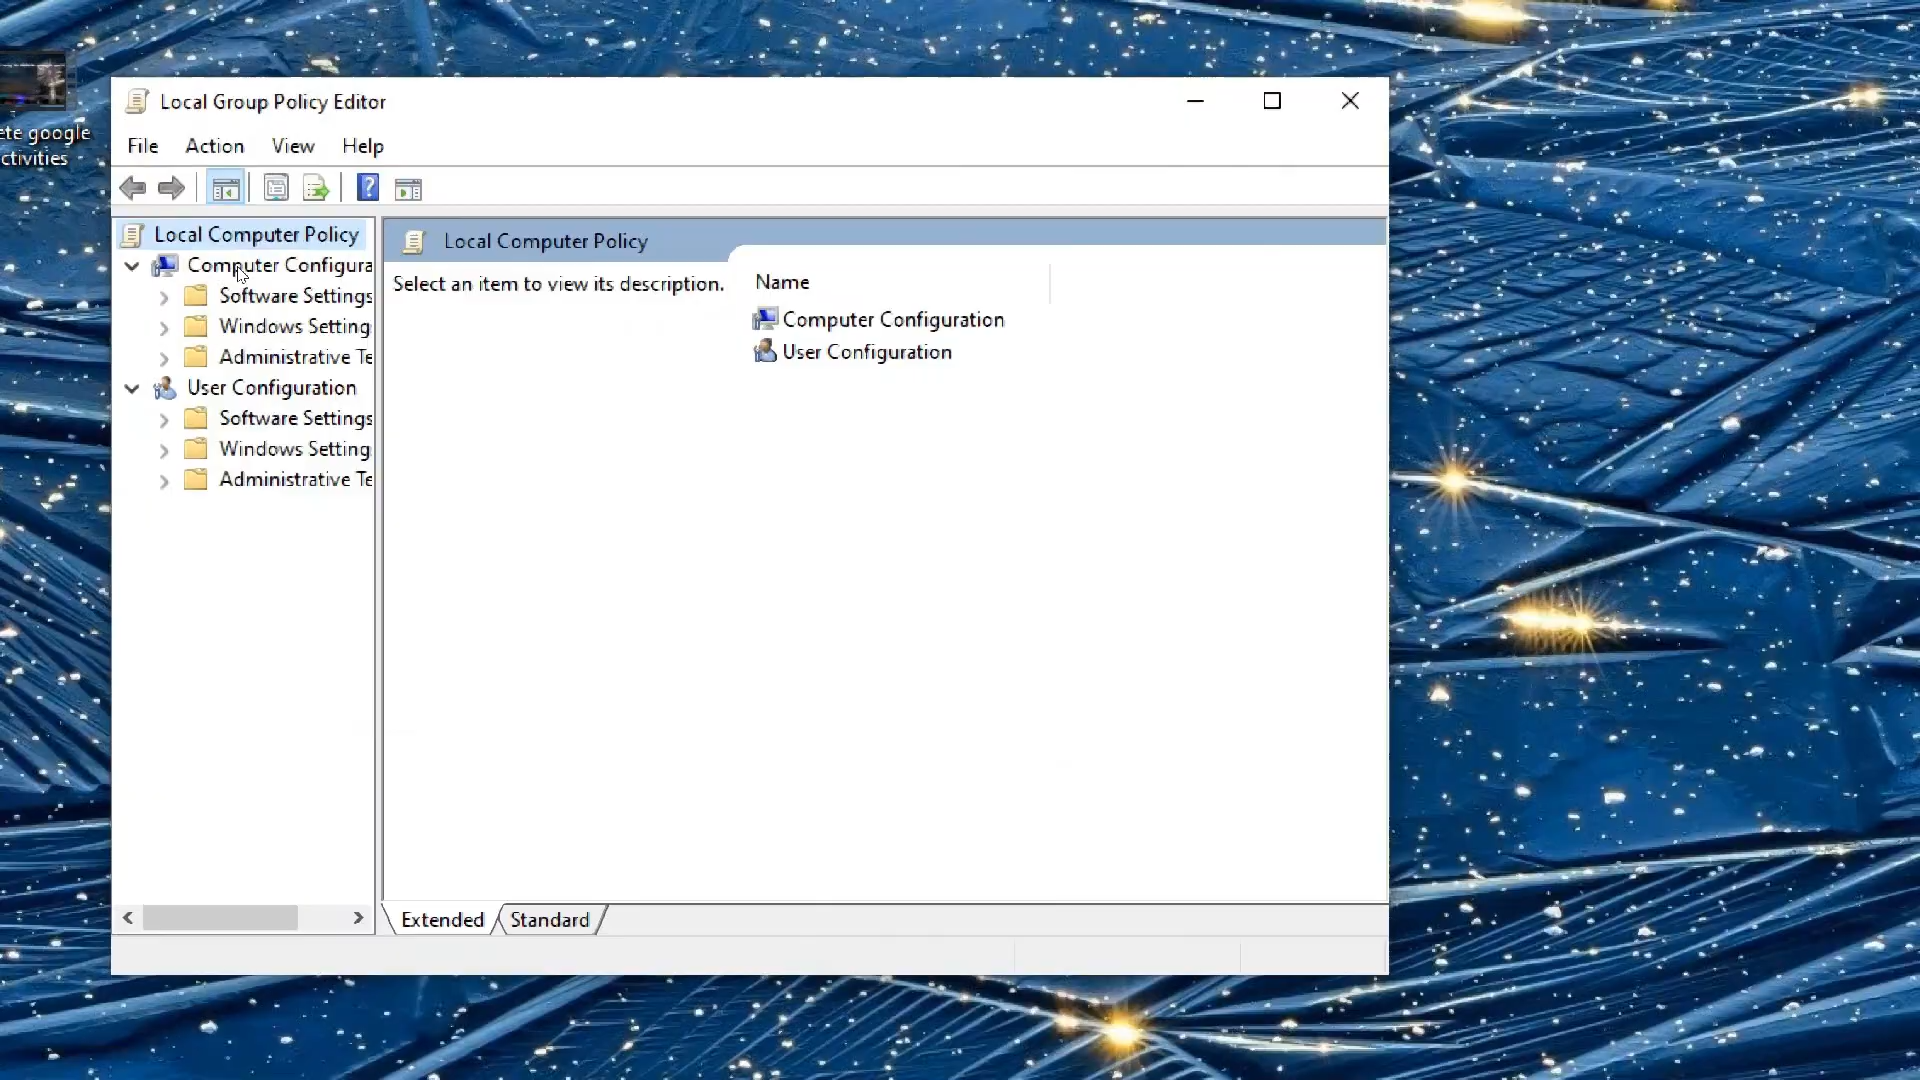 ete google
ctivities
Local Group Policy Editor
File Action View Help
Local Computer Policy
Computer Configura
Software Settings
Windows Setting
Administrative Te
User Configuration
Software Settings
Windows Setting
Administrative Te
Local Computer Policy
Select an item to view its description.
Name
Computer Configuration
User Configuration
Extended Standard